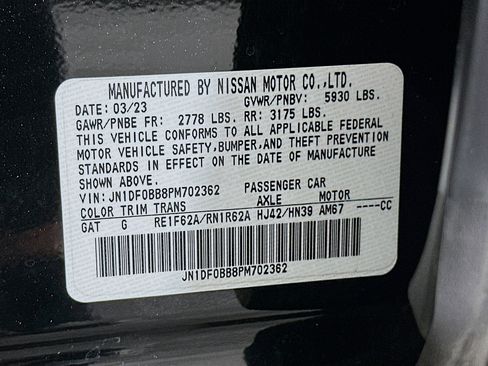 MANUFACTURED BY NISSAN MOTOR CO.,LTD.
DATE: 03/23 GVWR/PNBV: 5930 LBS.
GAWR/PNBE FR: 2778 LBS. RR: 3175 LBS.
THIS VEHICLE CONFORMS TO ALL APPLICABLE FEDERAL
MOTOR VEHICLE SAFETY,BUMPER,AND THEFT PREVENTION
STANDARDS IN EFFECT ON THE DATE OF MANUFACTURE
SHOWN ABOVE.
VIN: JN1DF0BB8PM702362 PASSENGER CAR
COLOR TRIM TRANS AXLE MOTOR
GAT G RE1F62A/RN1R62A HJ42/HN39 AM67 ----CC
JN1DF0BB8PM702362